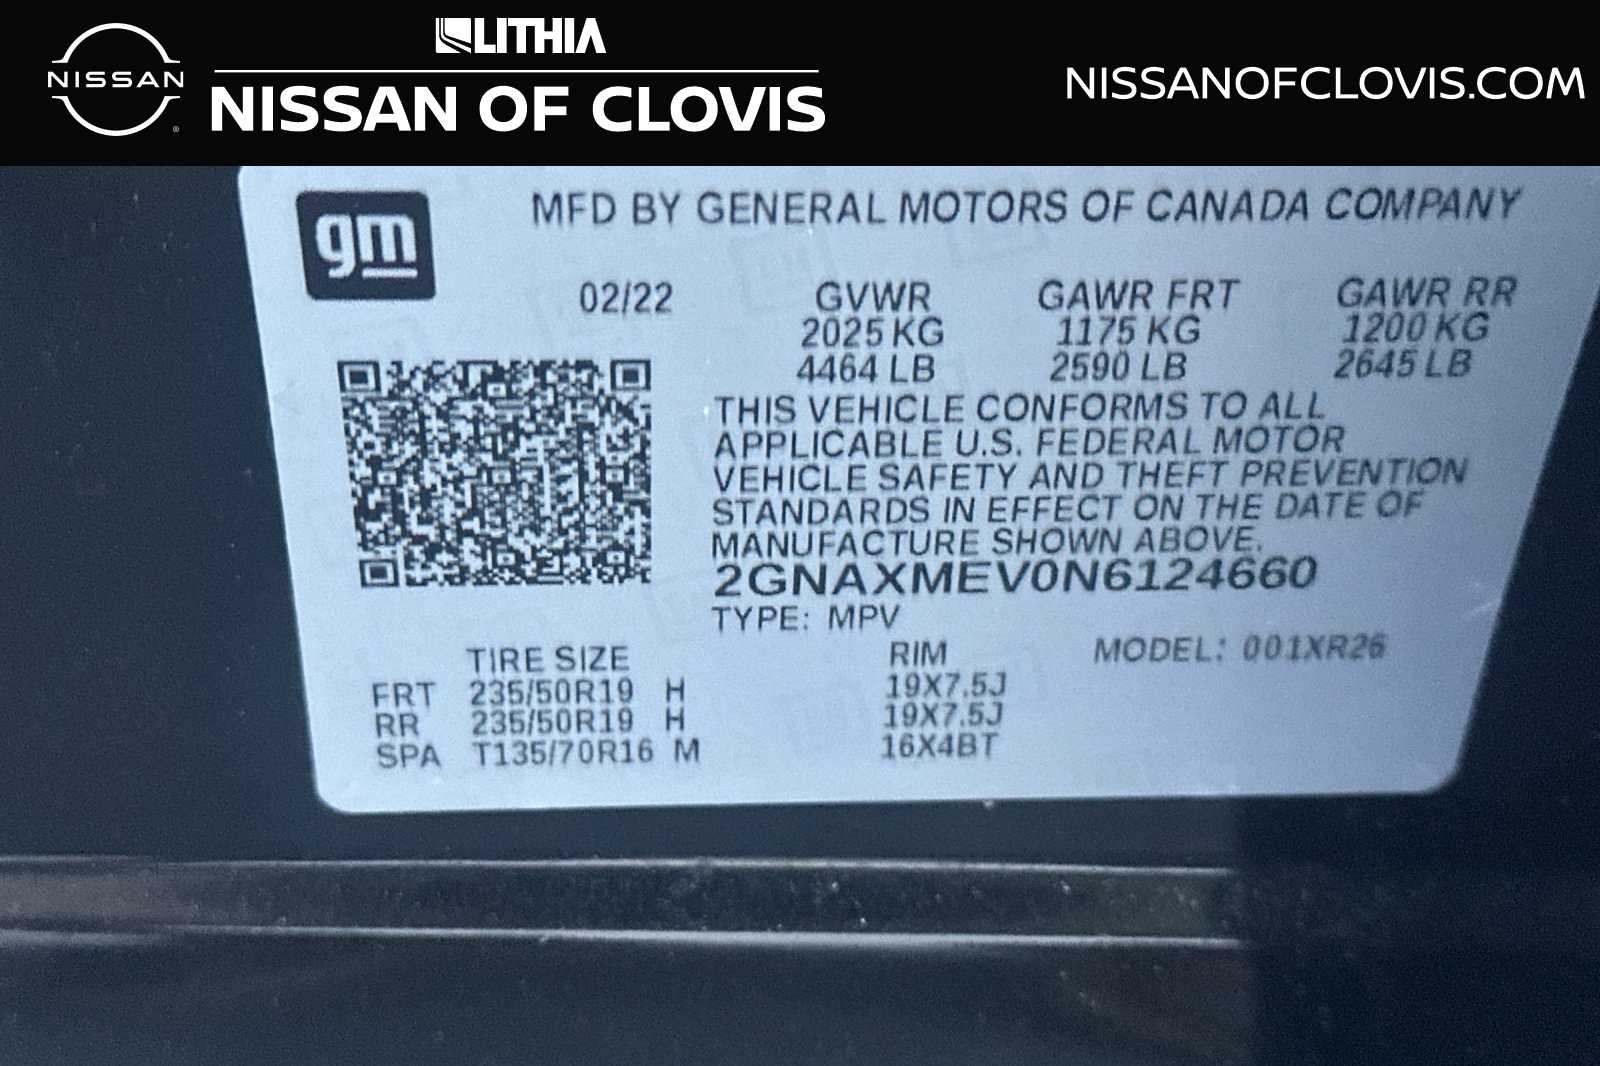 NISSAN
LITHIA
NISSAN OF CLOVIS
NISSANOFCLOVIS.COM
gm
MFD BY GENERAL MOTORS OF CANADA COMPANY
02/22 GVWR GAWR FRT GAWR RR
2025 KG 1175 KG 1200 KG
4464 LB 2590 LB 2645 LB
THIS VEHICLE CONFORMS TO ALL
APPLICABLE U.S. FEDERAL MOTOR
VEHICLE SAFETY AND THEFT PREVENTION
STANDARDS IN EFFECT ON THE DATE OF
MANUFACTURE SHOWN ABOVE.
2GNAXMEV0N6124660
TYPE: MPV
TIRE SIZE RIM MODEL: 001XR26
FRT 235/50R19 H 19X7.5J
RR 235/50R19 H 19X7.5J
SPA T135/70R16 M 16X4BT